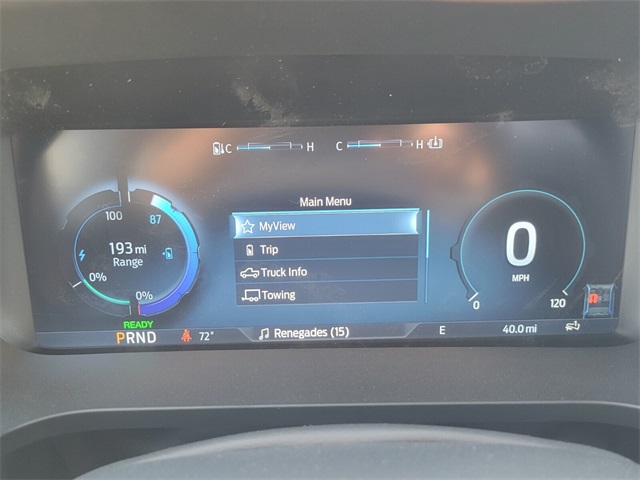 C H C H
Main Menu
MyView
Trip
Truck Info
Towing
100 87
193 mi
Range
0%
0%
READY
PRND 72°
Renegades (15)
0
MPH
0 120
E 40.0 mi